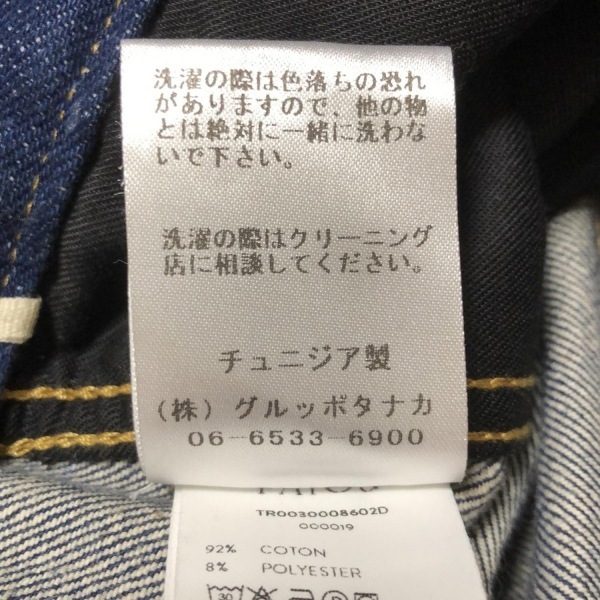 洗濯の際は色落ちの恐れ
がありますので、他の物
とは絶対に一緒に洗わな
いで下さい。
洗濯の際はクリーニング
店に相談してください。
チュニジア製
（株）グルッポタナカ
06-6533-6900
TR0030008602D
000019
92% COTON
8% POLYESTER
30